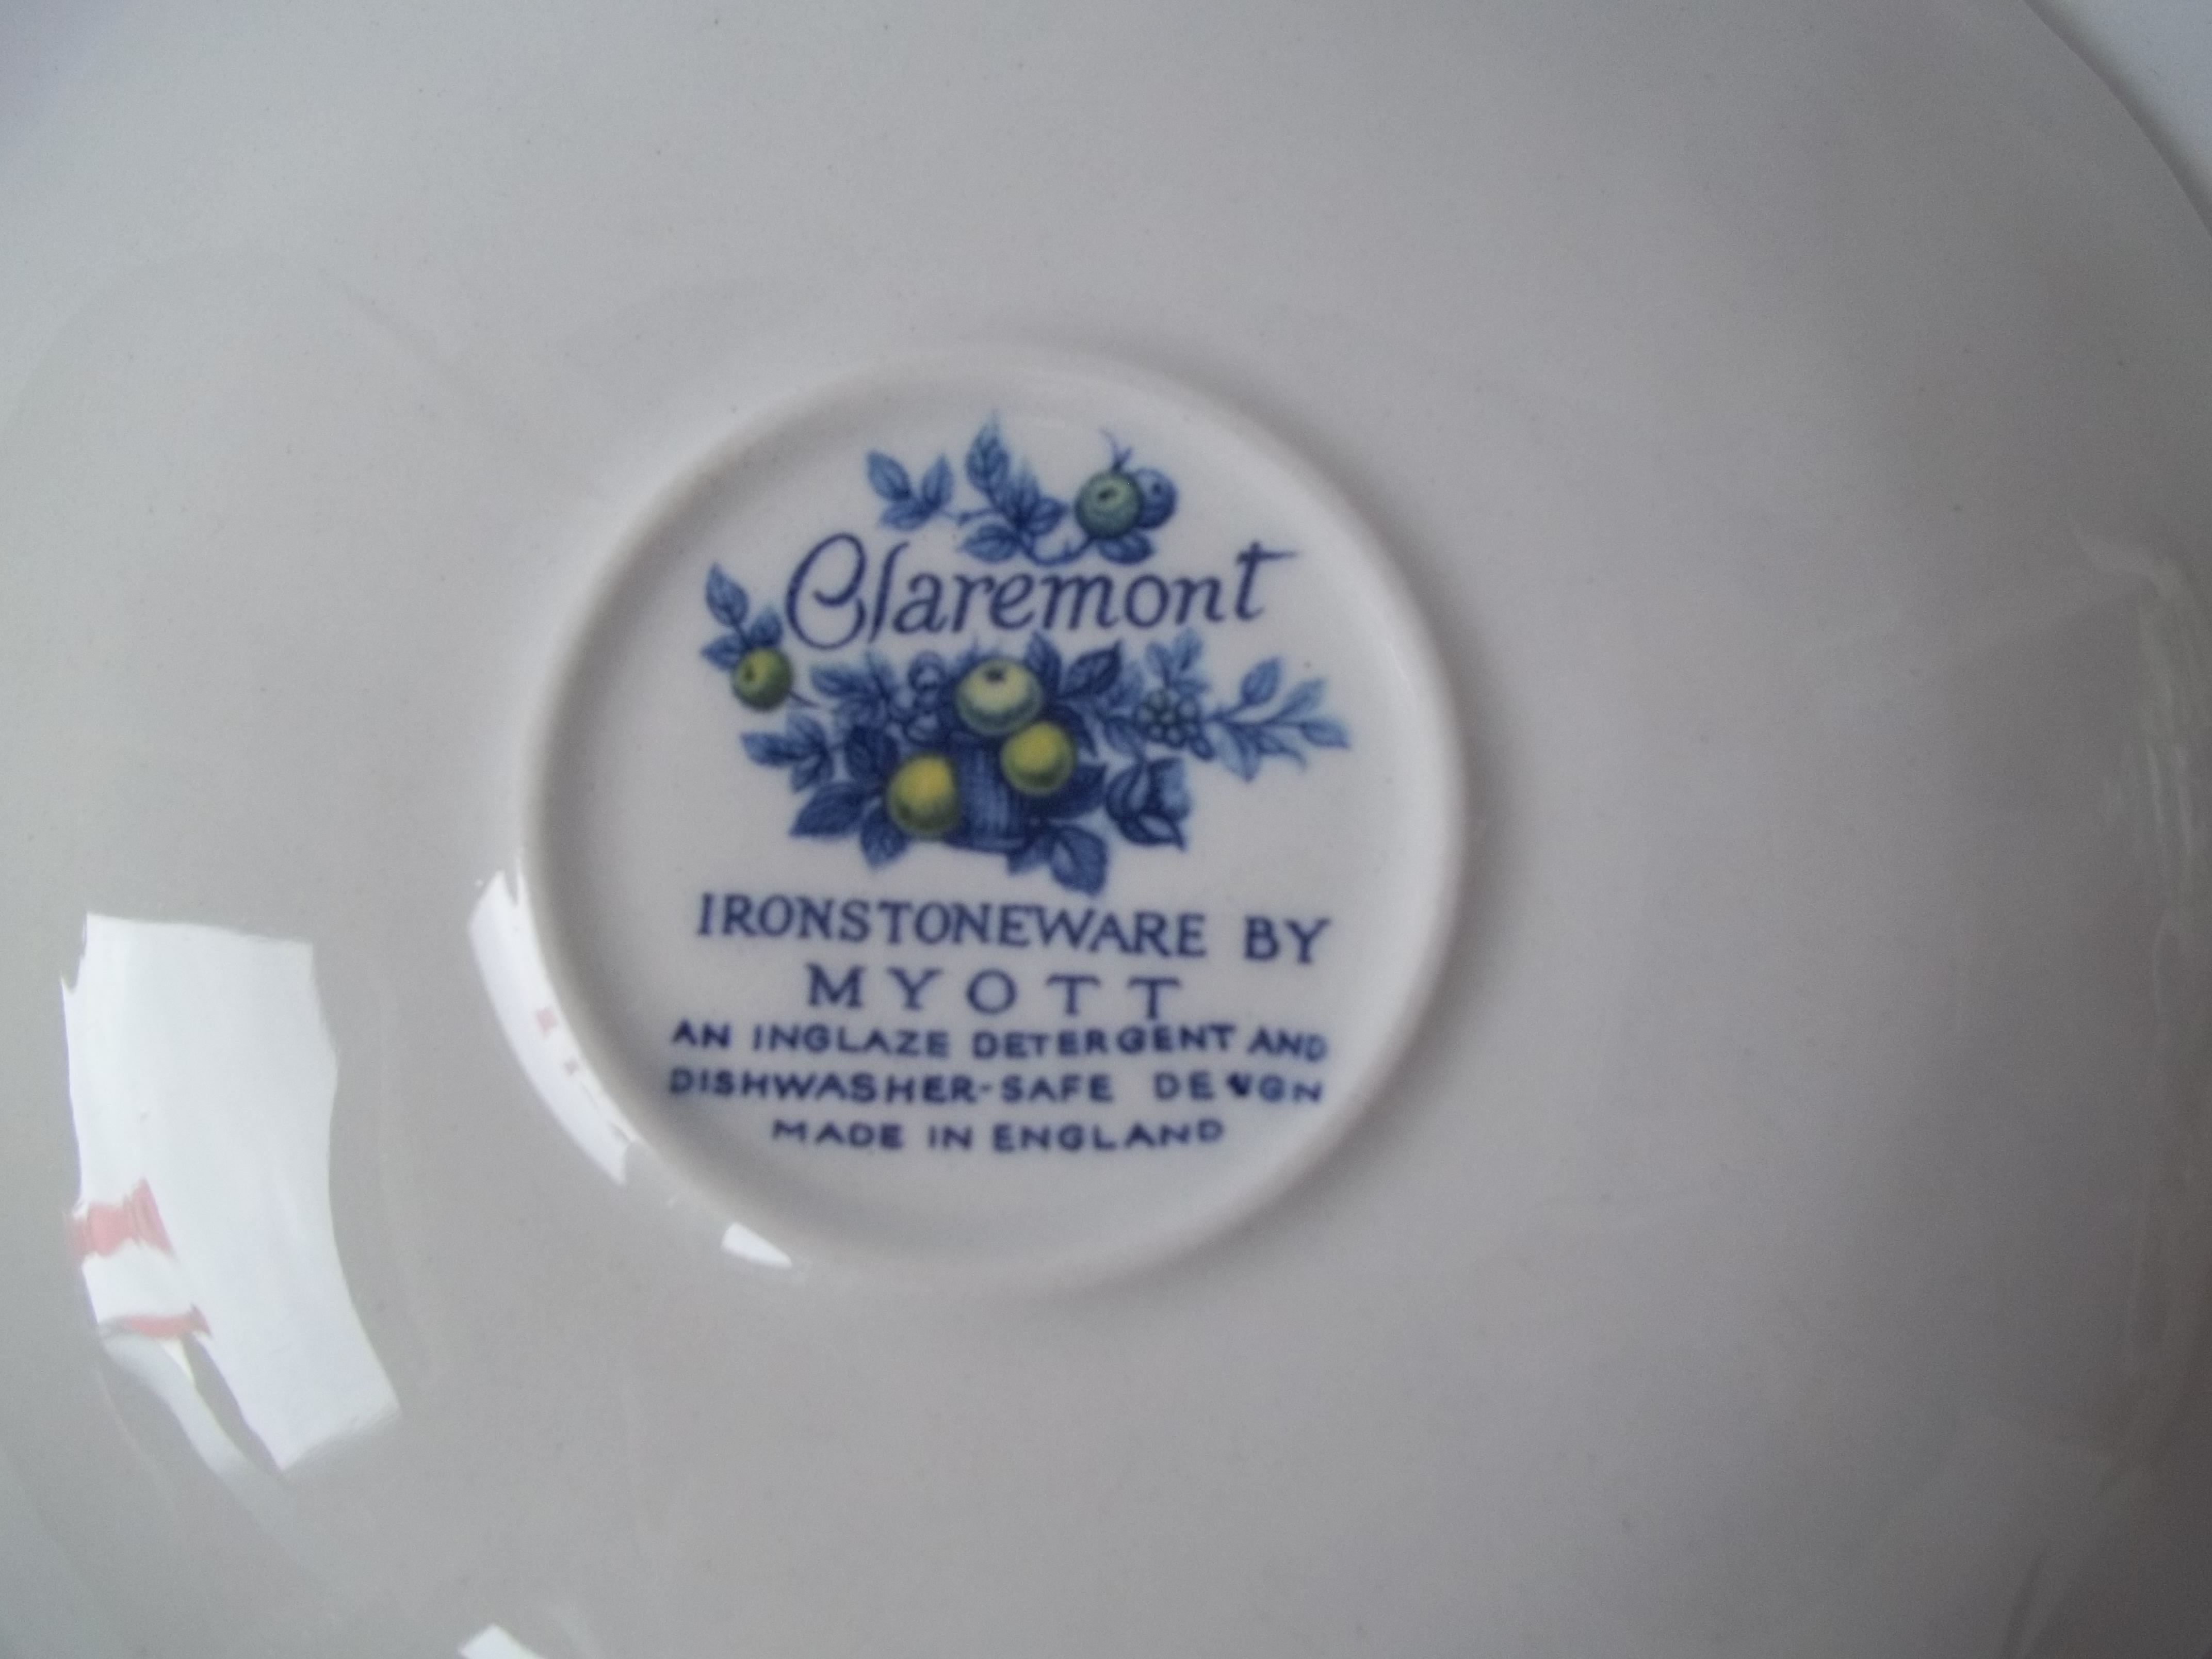 Claremont
IRONSTONEWARE BY
MYOTT
AN INGLAZE DETERGENT AND
DISHWASHER-SAFE DESIGN
MADE IN ENGLAND